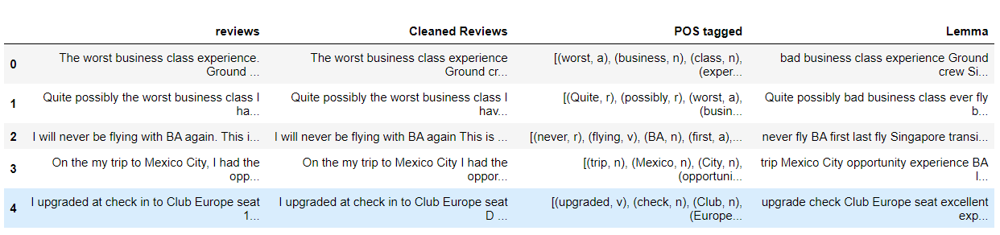 reviews Cleaned Reviews POS tagged Lemma
0 The worst business class experience. Ground ... The worst business class experience Ground cr... [(worst, a), (business, n), (class, n), (exper... bad business class experience Ground crew Si...
1 Quite possibly the worst business class I ha... Quite possibly the worst business class I hav... [(Quite, r), (possibly, r), (worst, a), (busin... Quite possibly bad business class ever fly b...
2 I will never be flying with BA again. This i... I will never be flying with BA again This is ... [(never, r), (flying, v), (BA, n), (first, a),... never fly BA first last fly Singapore transi...
3 On the my trip to Mexico City, I had the opp... On the my trip to Mexico City I had the oppor... [(trip, n), (Mexico, n), (City, n), (opportuni... trip Mexico City opportunity experience BA l...
4 I upgraded at check in to Club Europe seat 1... I upgraded at check in to Club Europe seat D ... [(upgraded, v), (check, n), (Club, n), (Europe... upgrade check Club Europe seat excellent exp...